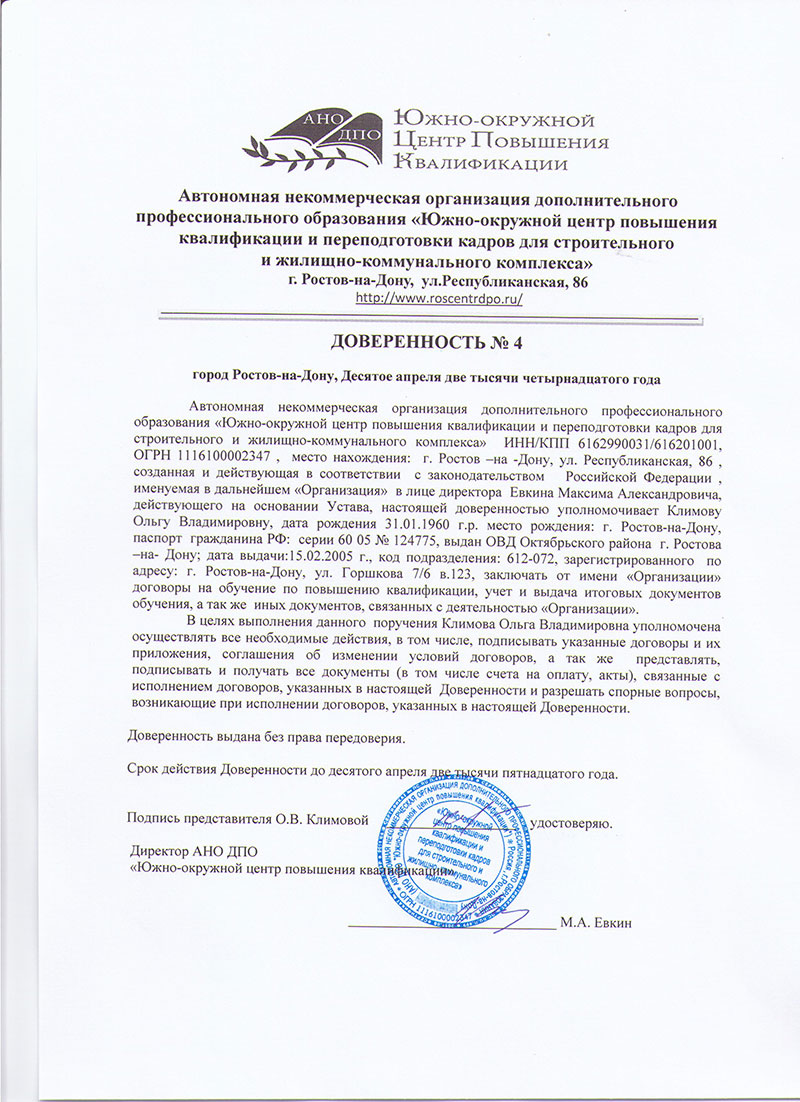 АНО
ДПО
Южно-окружной
Центр Повышения
Квалификации
Автономная некоммерческая организация дополнительного
профессионального образования «Южно-окружной центр повышения
квалификации и переподготовки кадров для строительного
и жилищно-коммунального комплекса»
г. Ростов-на-Дону, ул.Республиканская, 86
http://www.roscentrdpo.ru/
ДОВЕРЕННОСТЬ № 4
город Ростов-на-Дону, Десятое апреля две тысячи четырнадцатого года
Автономная некоммерческая организация дополнительного профессионального
образования «Южно-окружной центр повышения квалификации и переподготовки кадров для
строительного и жилищно-коммунального комплекса» ИНН/КПП 6162990031/616201001,
ОГРН 1116100002347 , место нахождения: г. Ростов –на -Дону, ул. Республиканская, 86 ,
созданная и действующая в соответствии с законодательством Российской Федерации ,
именуемая в дальнейшем «Организация» в лице директора Евкина Максима Александровича,
действующего на основании Устава, настоящей доверенностью уполномочивает Климову
Ольгу Владимировну, дата рождения 31.01.1960 г.р. место рождения: г. Ростов-на-Дону,
паспорт гражданина РФ: серии 60 05 № 124775, выдан ОВД Октябрьского района г. Ростова
–на- Дону; дата выдачи:15.02.2005 г., код подразделения: 612-072, зарегистрированного по
адресу: г. Ростов-на-Дону, ул. Горшкова 7/6 в.123, заключать от имени «Организации»
договоры на обучение по повышению квалификации, учет и выдача итоговых документов
обучения, а так же иных документов, связанных с деятельностью «Организации».
В целях выполнения данного поручения Климова Ольга Владимировна уполномочена
осуществлять все необходимые действия, в том числе, подписывать указанные договоры и их
приложения, соглашения об изменении условий договоров, а так же представлять,
подписывать и получать все документы (в том числе счета на оплату, акты), связанные с
исполнением договоров, указанных в настоящей Доверенности и разрешать спорные вопросы,
возникающие при исполнении договоров, указанных в настоящей Доверенности.
Доверенность выдана без права передоверия.
Срок действия Доверенности до десятого апреля две тысячи пятнадцатого года.
Подпись представителя О.В. Климовой удостоверяю.
Директор АНО ДПО
«Южно-окружной центр повышения квалификации»
М.А. Евкин
«Южно-окружной
центр повышения
квалификации и
переподготовки кадров
для строительного и
жилищно-коммунального
комплекса»
ОГРН 1116100002347